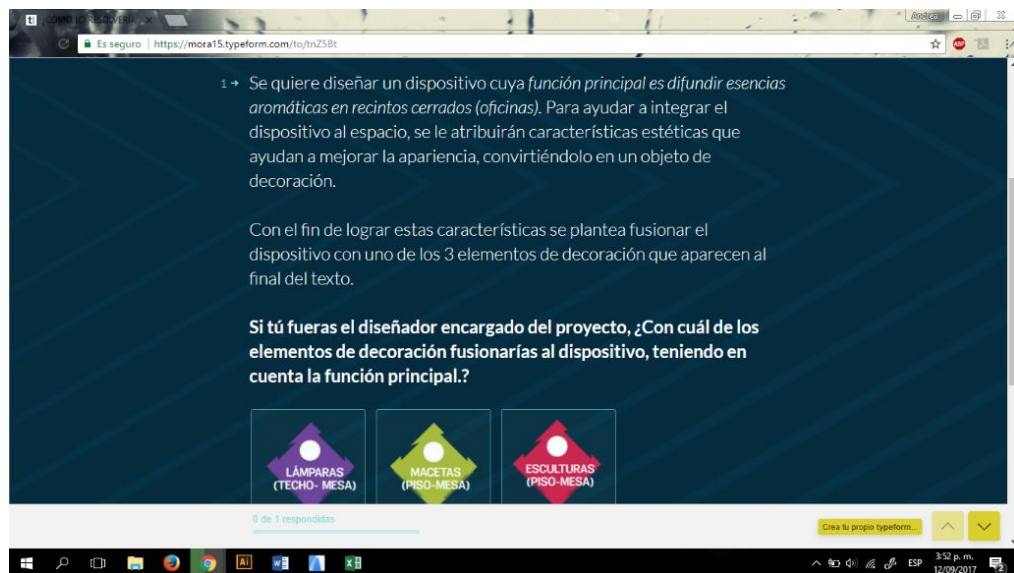 ¿CÓMO LO RESOLVERÍA
Andrea
Es seguro https://mora15.typeform.com/to/tnZ5Bt
ABP
1 → Se quiere diseñar un dispositivo cuya función principal es difundir esencias
aromáticas en recintos cerrados (oficinas). Para ayudar a integrar el
dispositivo al espacio, se le atribuirán características estéticas que
ayudan a mejorar la apariencia, convirtiéndolo en un objeto de
decoración.
Con el fin de lograr estas características se plantea fusionar el
dispositivo con uno de los 3 elementos de decoración que aparecen al
final del texto.
Si tú fueras el diseñador encargado del proyecto, ¿Con cuál de los
elementos de decoración fusionarías al dispositivo, teniendo en
cuenta la función principal.?
LÁMPARAS
(TECHO- MESA)
MACETAS
(PISO-MESA)
ESCULTURAS
(PISO-MESA)
0 de 1 respondidas
Crea tu propio typeform...
ESP
3:52 p. m.
12/09/2017